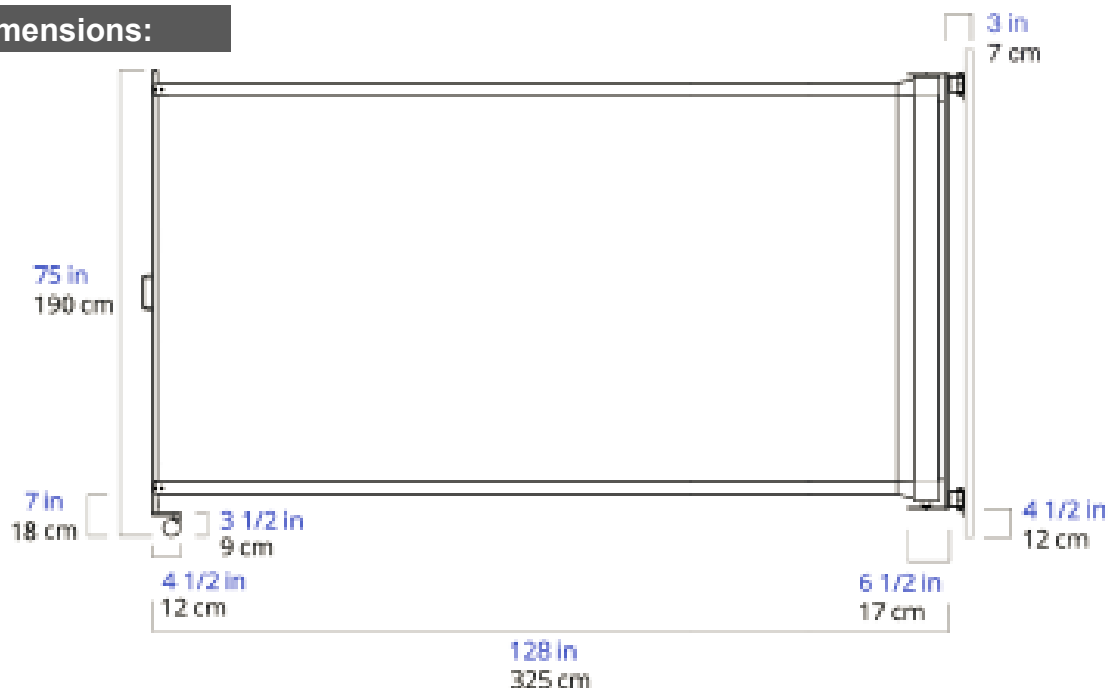 mensions:
3 in
7 cm
75 in
190 cm
7 in
18 cm
3 1/2 in
9 cm
4 1/2 in
12 cm
4 1/2 in
12 cm
6 1/2 in
17 cm
128 in
325 cm